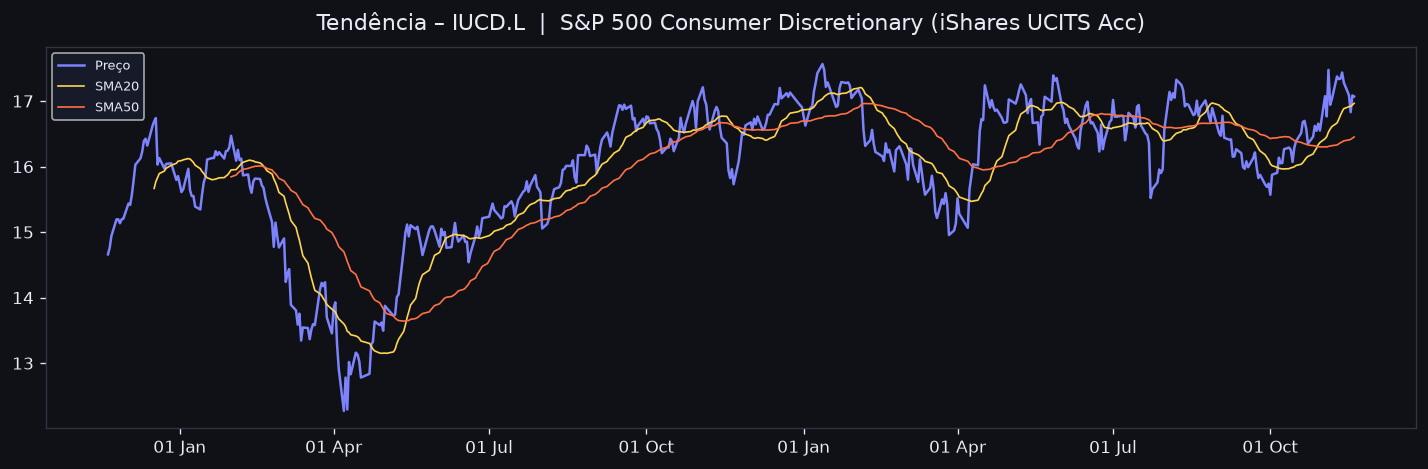 Tendência – IUCD.L | S&P 500 Consumer Discretionary (iShares UCITS Acc)
Preço
SMA20
SMA50
17
16
15
14
13
01 Jan 01 Apr 01 Jul 01 Oct 01 Jan 01 Apr 01 Jul 01 Oct